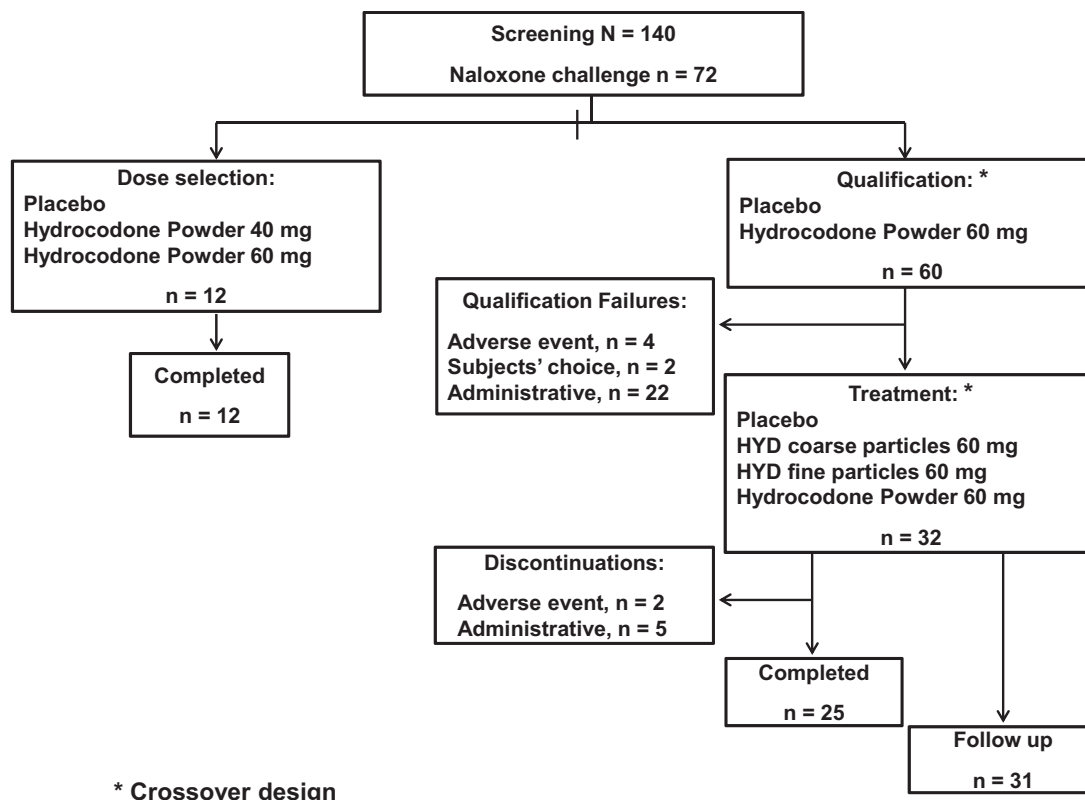 Screening N = 140
Naloxone challenge n = 72
Dose selection:
Placebo
Hydrocodone Powder 40 mg
Hydrocodone Powder 60 mg
n = 12
Completed
n = 12
Qualification: *
Placebo
Hydrocodone Powder 60 mg
n = 60
Qualification Failures:
Adverse event, n = 4
Subjects’ choice, n = 2
Administrative, n = 22
Treatment: *
Placebo
HYD coarse particles 60 mg
HYD fine particles 60 mg
Hydrocodone Powder 60 mg
n = 32
Discontinuations:
Adverse event, n = 2
Administrative, n = 5
Completed
n = 25
Follow up
n = 31
* Crossover design